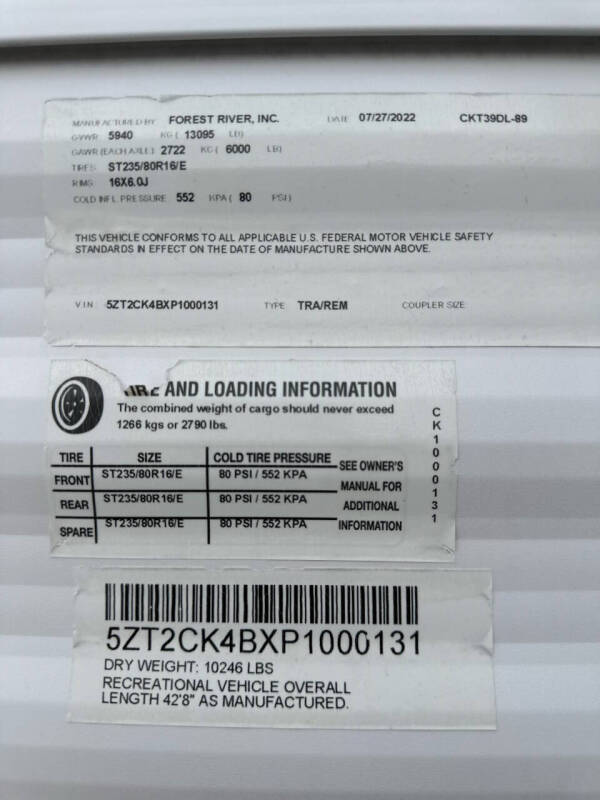 MANUFACTURED BY FOREST RIVER, INC. DATE 07/27/2022 CKT39DL-89
GVWR 5940 KG ( 13095 LB)
GAWR (EACH AXLE) 2722 KG ( 6000 LB)
TIRES ST235/80R16/E
RIMS 16X6.0J
COLD INFL PRESSURE 552 KPA ( 80 PSI)
THIS VEHICLE CONFORMS TO ALL APPLICABLE U.S. FEDERAL MOTOR VEHICLE SAFETY
STANDARDS IN EFFECT ON THE DATE OF MANUFACTURE SHOWN ABOVE.
VIN 5ZT2CK4BXP1000131 TYPE TRA/REM COUPLER SIZE
TIRE AND LOADING INFORMATION
The combined weight of cargo should never exceed
1266 kgs or 2790 lbs.
TIRE SIZE COLD TIRE PRESSURE
FRONT ST235/80R16/E 80 PSI / 552 KPA
REAR ST235/80R16/E 80 PSI / 552 KPA
SPARE ST235/80R16/E 80 PSI / 552 KPA
SEE OWNER'S
MANUAL FOR
ADDITIONAL
INFORMATION
CK1000131
5ZT2CK4BXP1000131
DRY WEIGHT: 10246 LBS
RECREATIONAL VEHICLE OVERALL
LENGTH 42'8" AS MANUFACTURED.